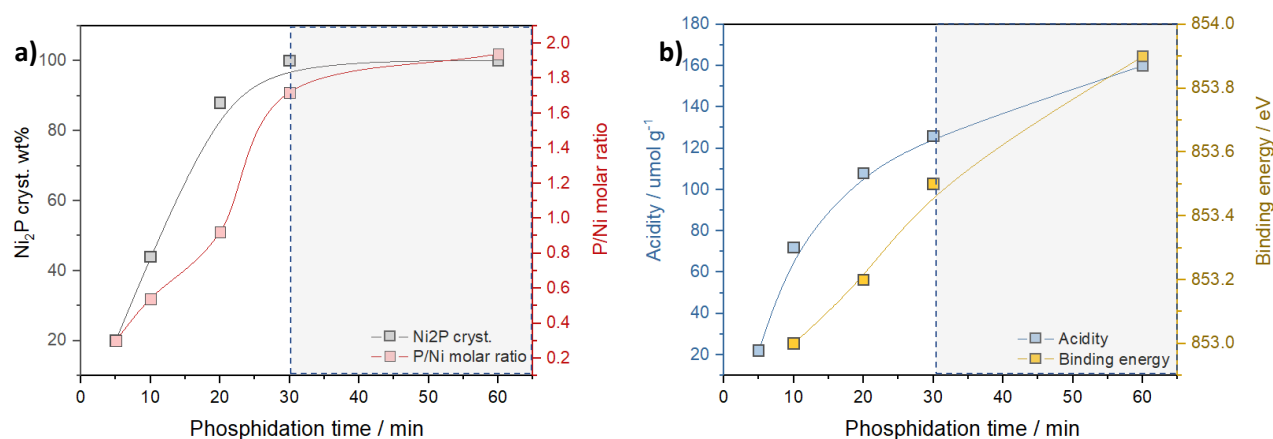 a)
Ni₂P cryst. wt%
100
80
60
40
20
2.0
1.8
1.6
1.4
1.2
1.0
0.8
0.6
0.4
0.2
P/Ni molar ratio
Ni2P cryst.
P/Ni molar ratio
0 10 20 30 40 50 60
Phosphidation time / min
b)
Acidity / umol g⁻¹
180
160
140
120
100
80
60
40
20
854.0
853.8
853.6
853.4
853.2
853.0
Binding energy / eV
Acidity
Binding energy
0 10 20 30 40 50 60
Phosphidation time / min